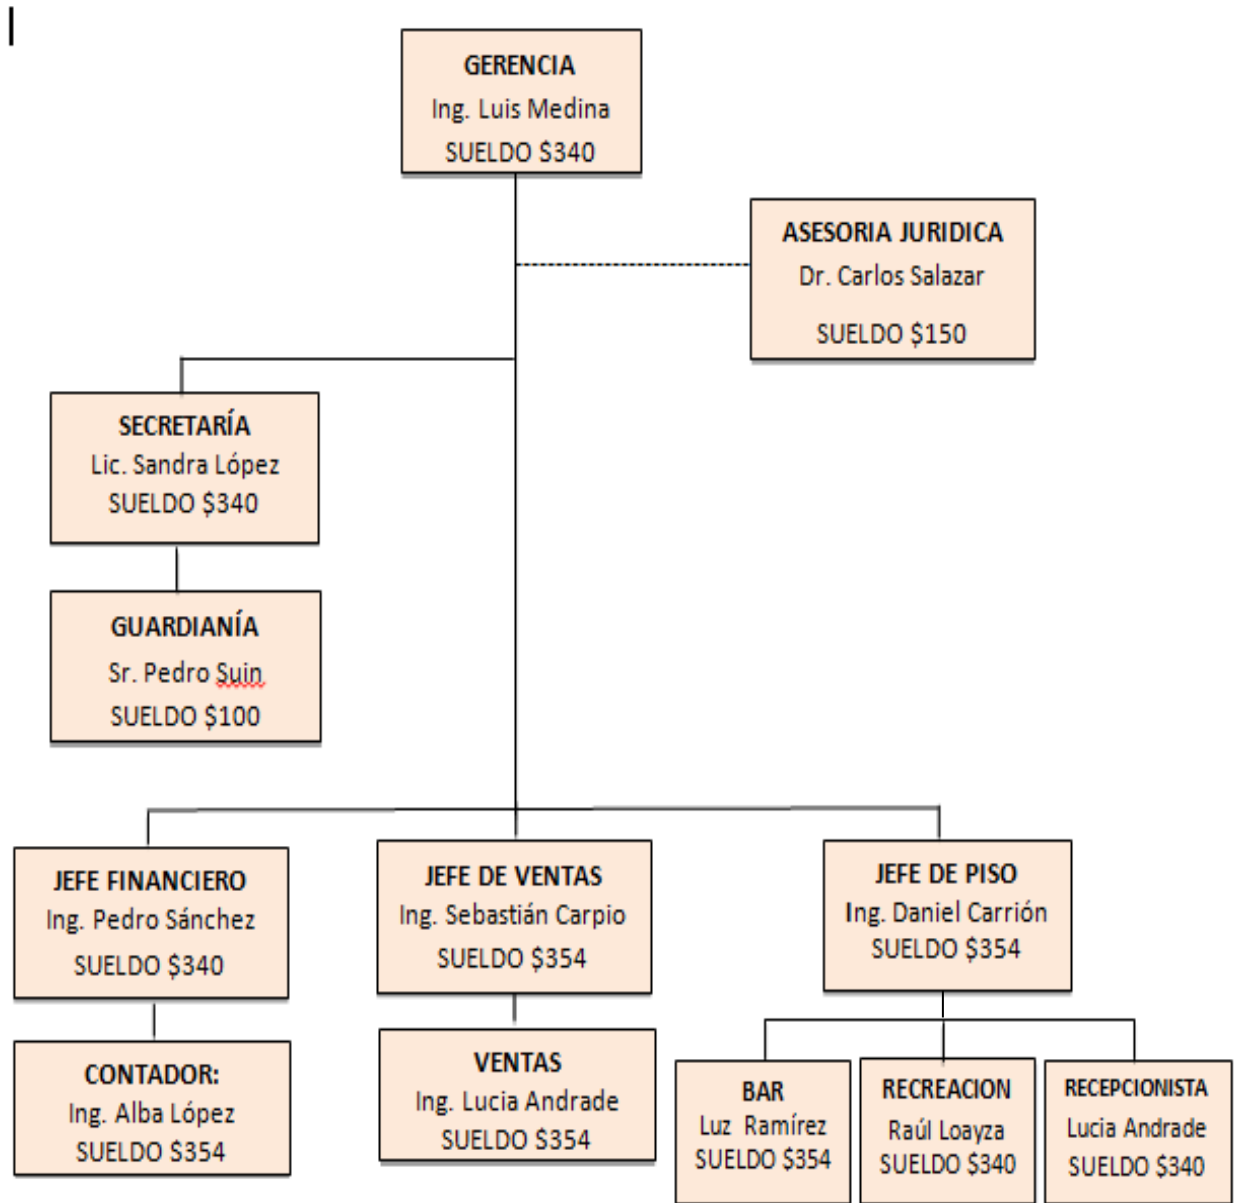 GERENCIA
Ing. Luis Medina
SUELDO $340
ASESORIA JURIDICA
Dr. Carlos Salazar
SUELDO $150
SECRETARÍA
Lic. Sandra López
SUELDO $340
GUARDIANÍA
Sr. Pedro Suin
SUELDO $100
JEFE FINANCIERO
Ing. Pedro Sánchez
SUELDO $340
JEFE DE VENTAS
Ing. Sebastián Carpio
SUELDO $354
JEFE DE PISO
Ing. Daniel Carrión
SUELDO $354
CONTADOR:
Ing. Alba López
SUELDO $354
VENTAS
Ing. Lucia Andrade
SUELDO $354
BAR
Luz Ramírez
SUELDO $354
RECREACION
Raúl Loayza
SUELDO $340
RECEPCIONISTA
Lucia Andrade
SUELDO $340